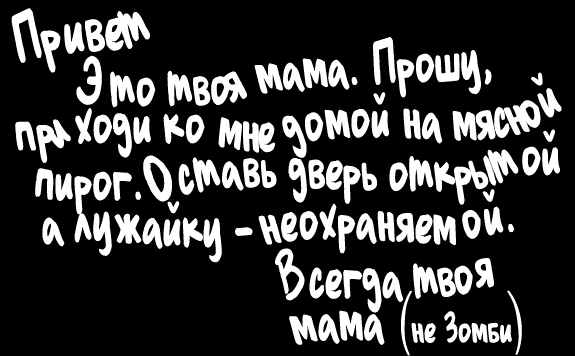 Привет
Это твоя мама. Прошу,
приходи ко мне домой на мясной
пирог. Оставь дверь открытой
а лужайку - неохраняемой.
Всегда, твоя
мама (не Зомби)